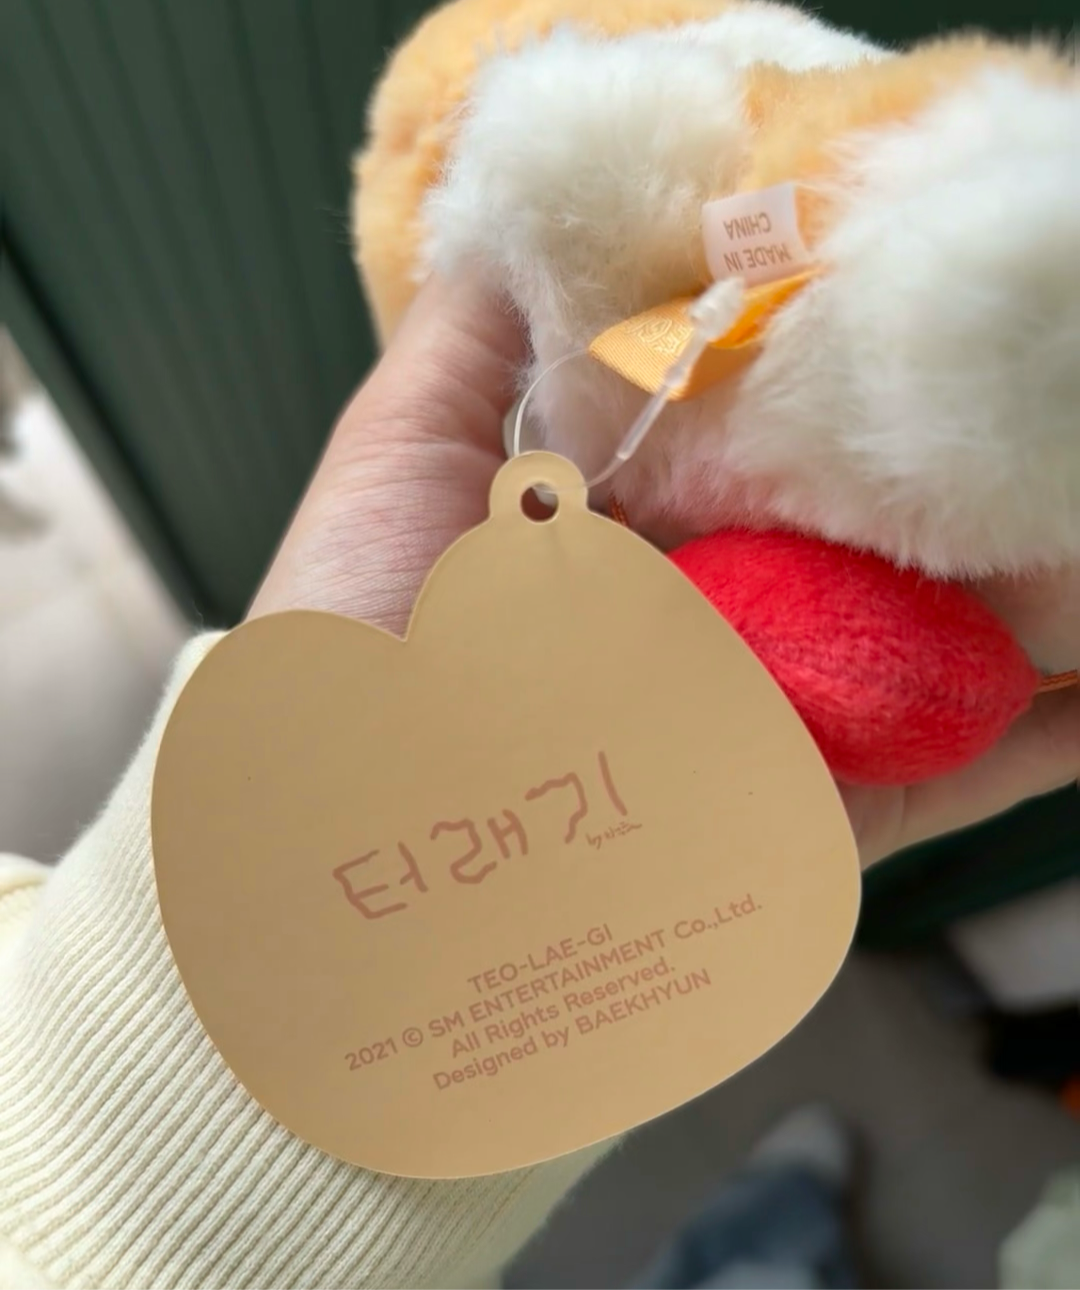 MADE IN
CHINA
터래기
TEO-LAE-GI
2021 © SM ENTERTAINMENT Co.,Ltd.
All Rights Reserved.
Designed by BAEKHYUN